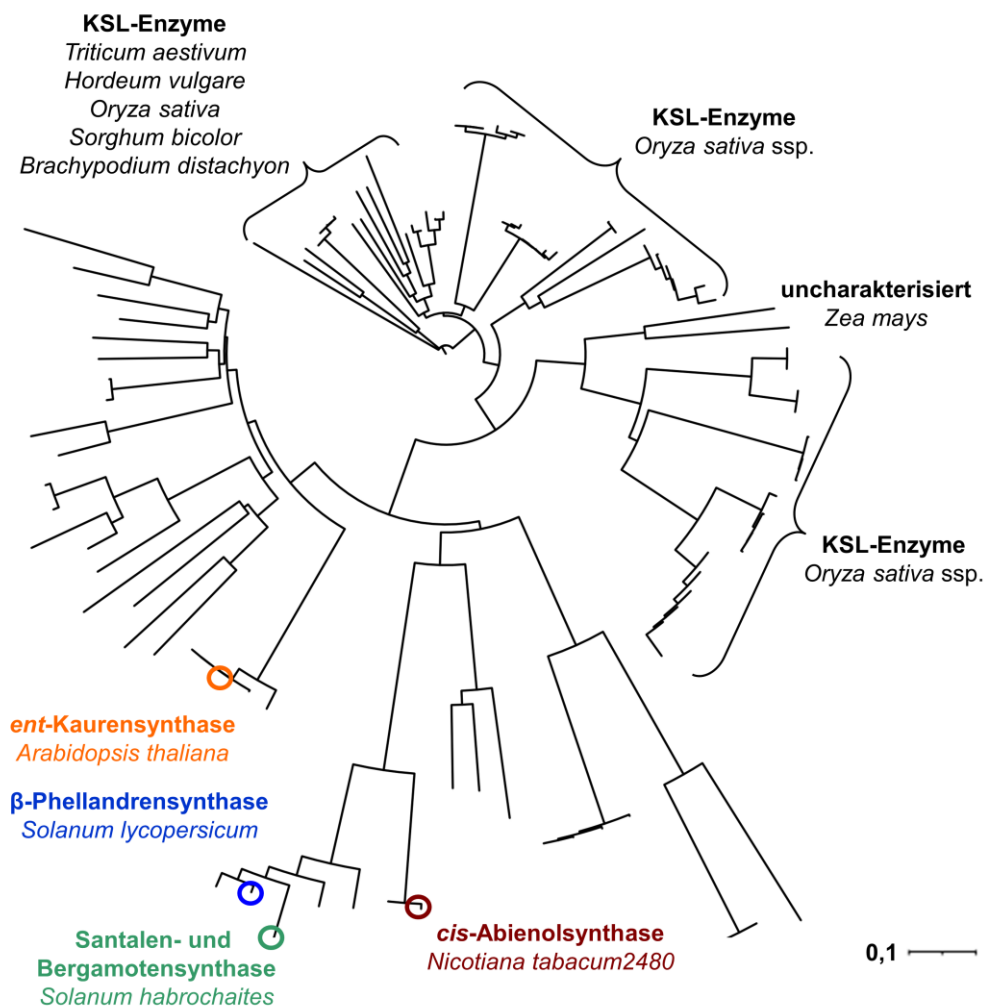 KSL-Enzyme
Triticum aestivum
Hordeum vulgare
Oryza sativa
Sorghum bicolor
Brachypodium distachyon
KSL-Enzyme
Oryza sativa ssp.
uncharakterisiert
Zea mays
KSL-Enzyme
Oryza sativa ssp.
ent-Kaurensynthase
Arabidopsis thaliana
β-Phellandrensynthase
Solanum lycopersicum
Santalen- und
Bergamotensynthase
Solanum habrochaites
cis-Abienolsynthase
Nicotiana tabacum2480
0,1